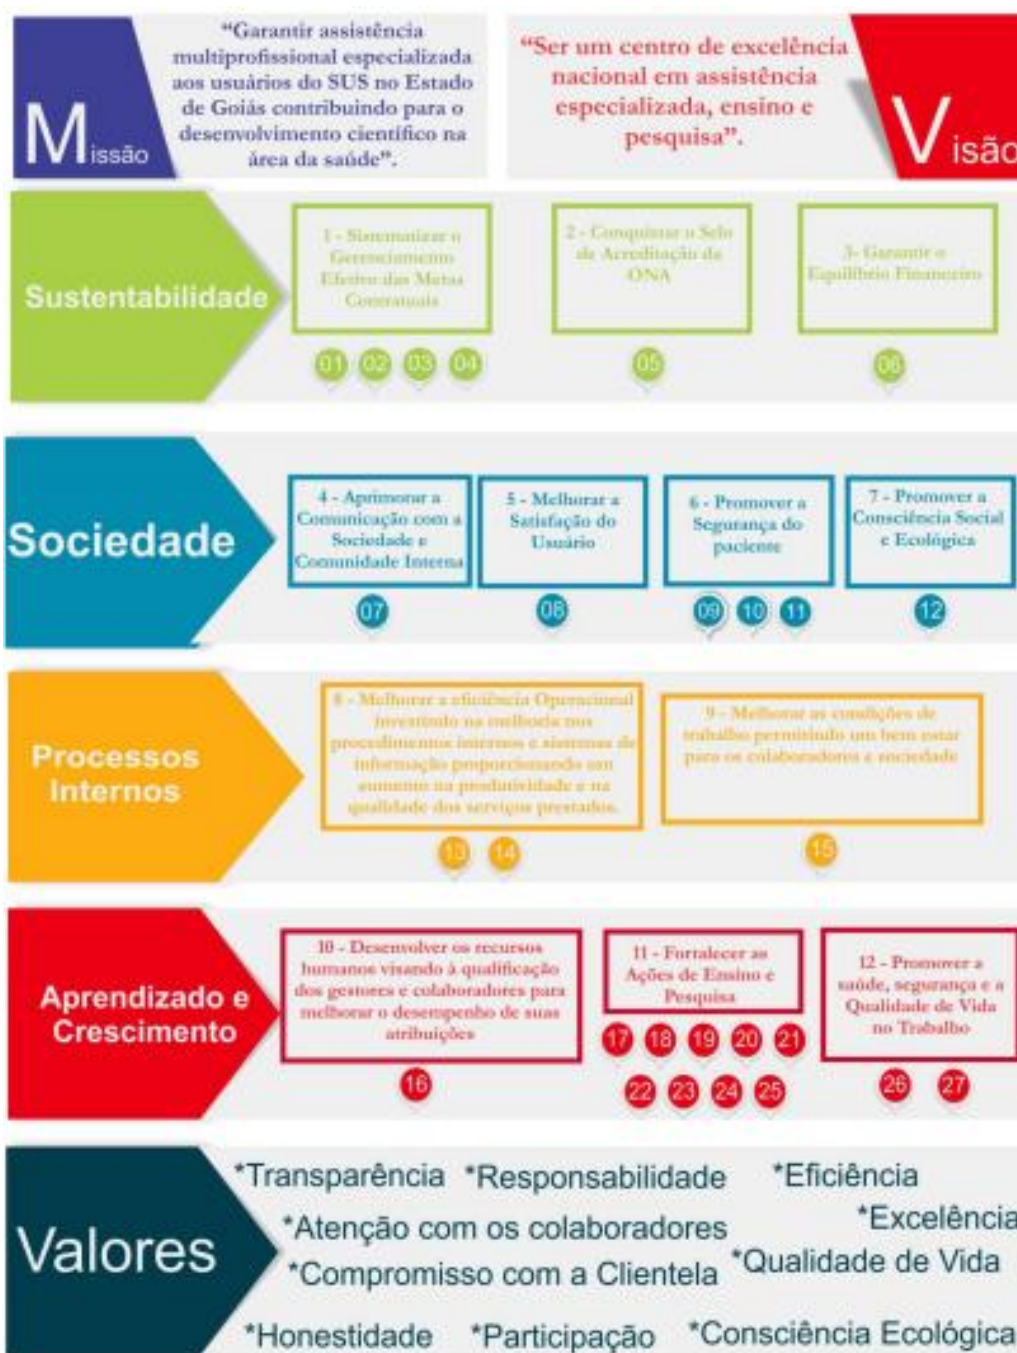 Missão
“Garantir assistência
multiprofissional especializada
aos usuários do SUS no Estado
de Goiás contribuindo para o
desenvolvimento científico na
área da saúde”.
“Ser um centro de excelência
nacional em assistência
especializada, ensino e
pesquisa”.
Visão
Sustentabilidade
1 - Sistematizar o
Gerenciamento
Efetivo das Metas
Contratuais
01 02 03 04
2 - Conquistar o Selo
de Acreditação da
ONA
05
3- Garantir o
Equilíbrio Financeiro
06
Sociedade
4 - Aprimorar a
Comunicação com a
Sociedade e
Comunidade Interna
07
5 - Melhorar a
Satisfação do
Usuário
08
6 - Promover a
Segurança do
paciente
09 10 11
7 - Promover a
Consciência Social
e Ecológica
12
Processos
Internos
8 - Melhorar a eficiência Operacional
investindo na melhoria nos
procedimentos internos e sistemas de
informação proporcionando um
aumento na produtividade e na
qualidade dos serviços prestados.
13 14
9 - Melhorar as condições de
trabalho permitindo um bem estar
para os colaboradores e sociedade
15
Aprendizado e
Crescimento
10 - Desenvolver os recursos
humanos visando à qualificação
dos gestores e colaboradores para
melhorar o desempenho de suas
atribuições
16
11 - Fortalecer as
Ações de Ensino e
Pesquisa
17 18 19 20 21
22 23 24 25
12 - Promover a
saúde, segurança e a
Qualidade de Vida
no Trabalho
26 27
Valores
*Transparência *Responsabilidade *Eficiência
*Atenção com os colaboradores *Excelência
*Compromisso com a Clientela *Qualidade de Vida
*Honestidade *Participação *Consciência Ecológica